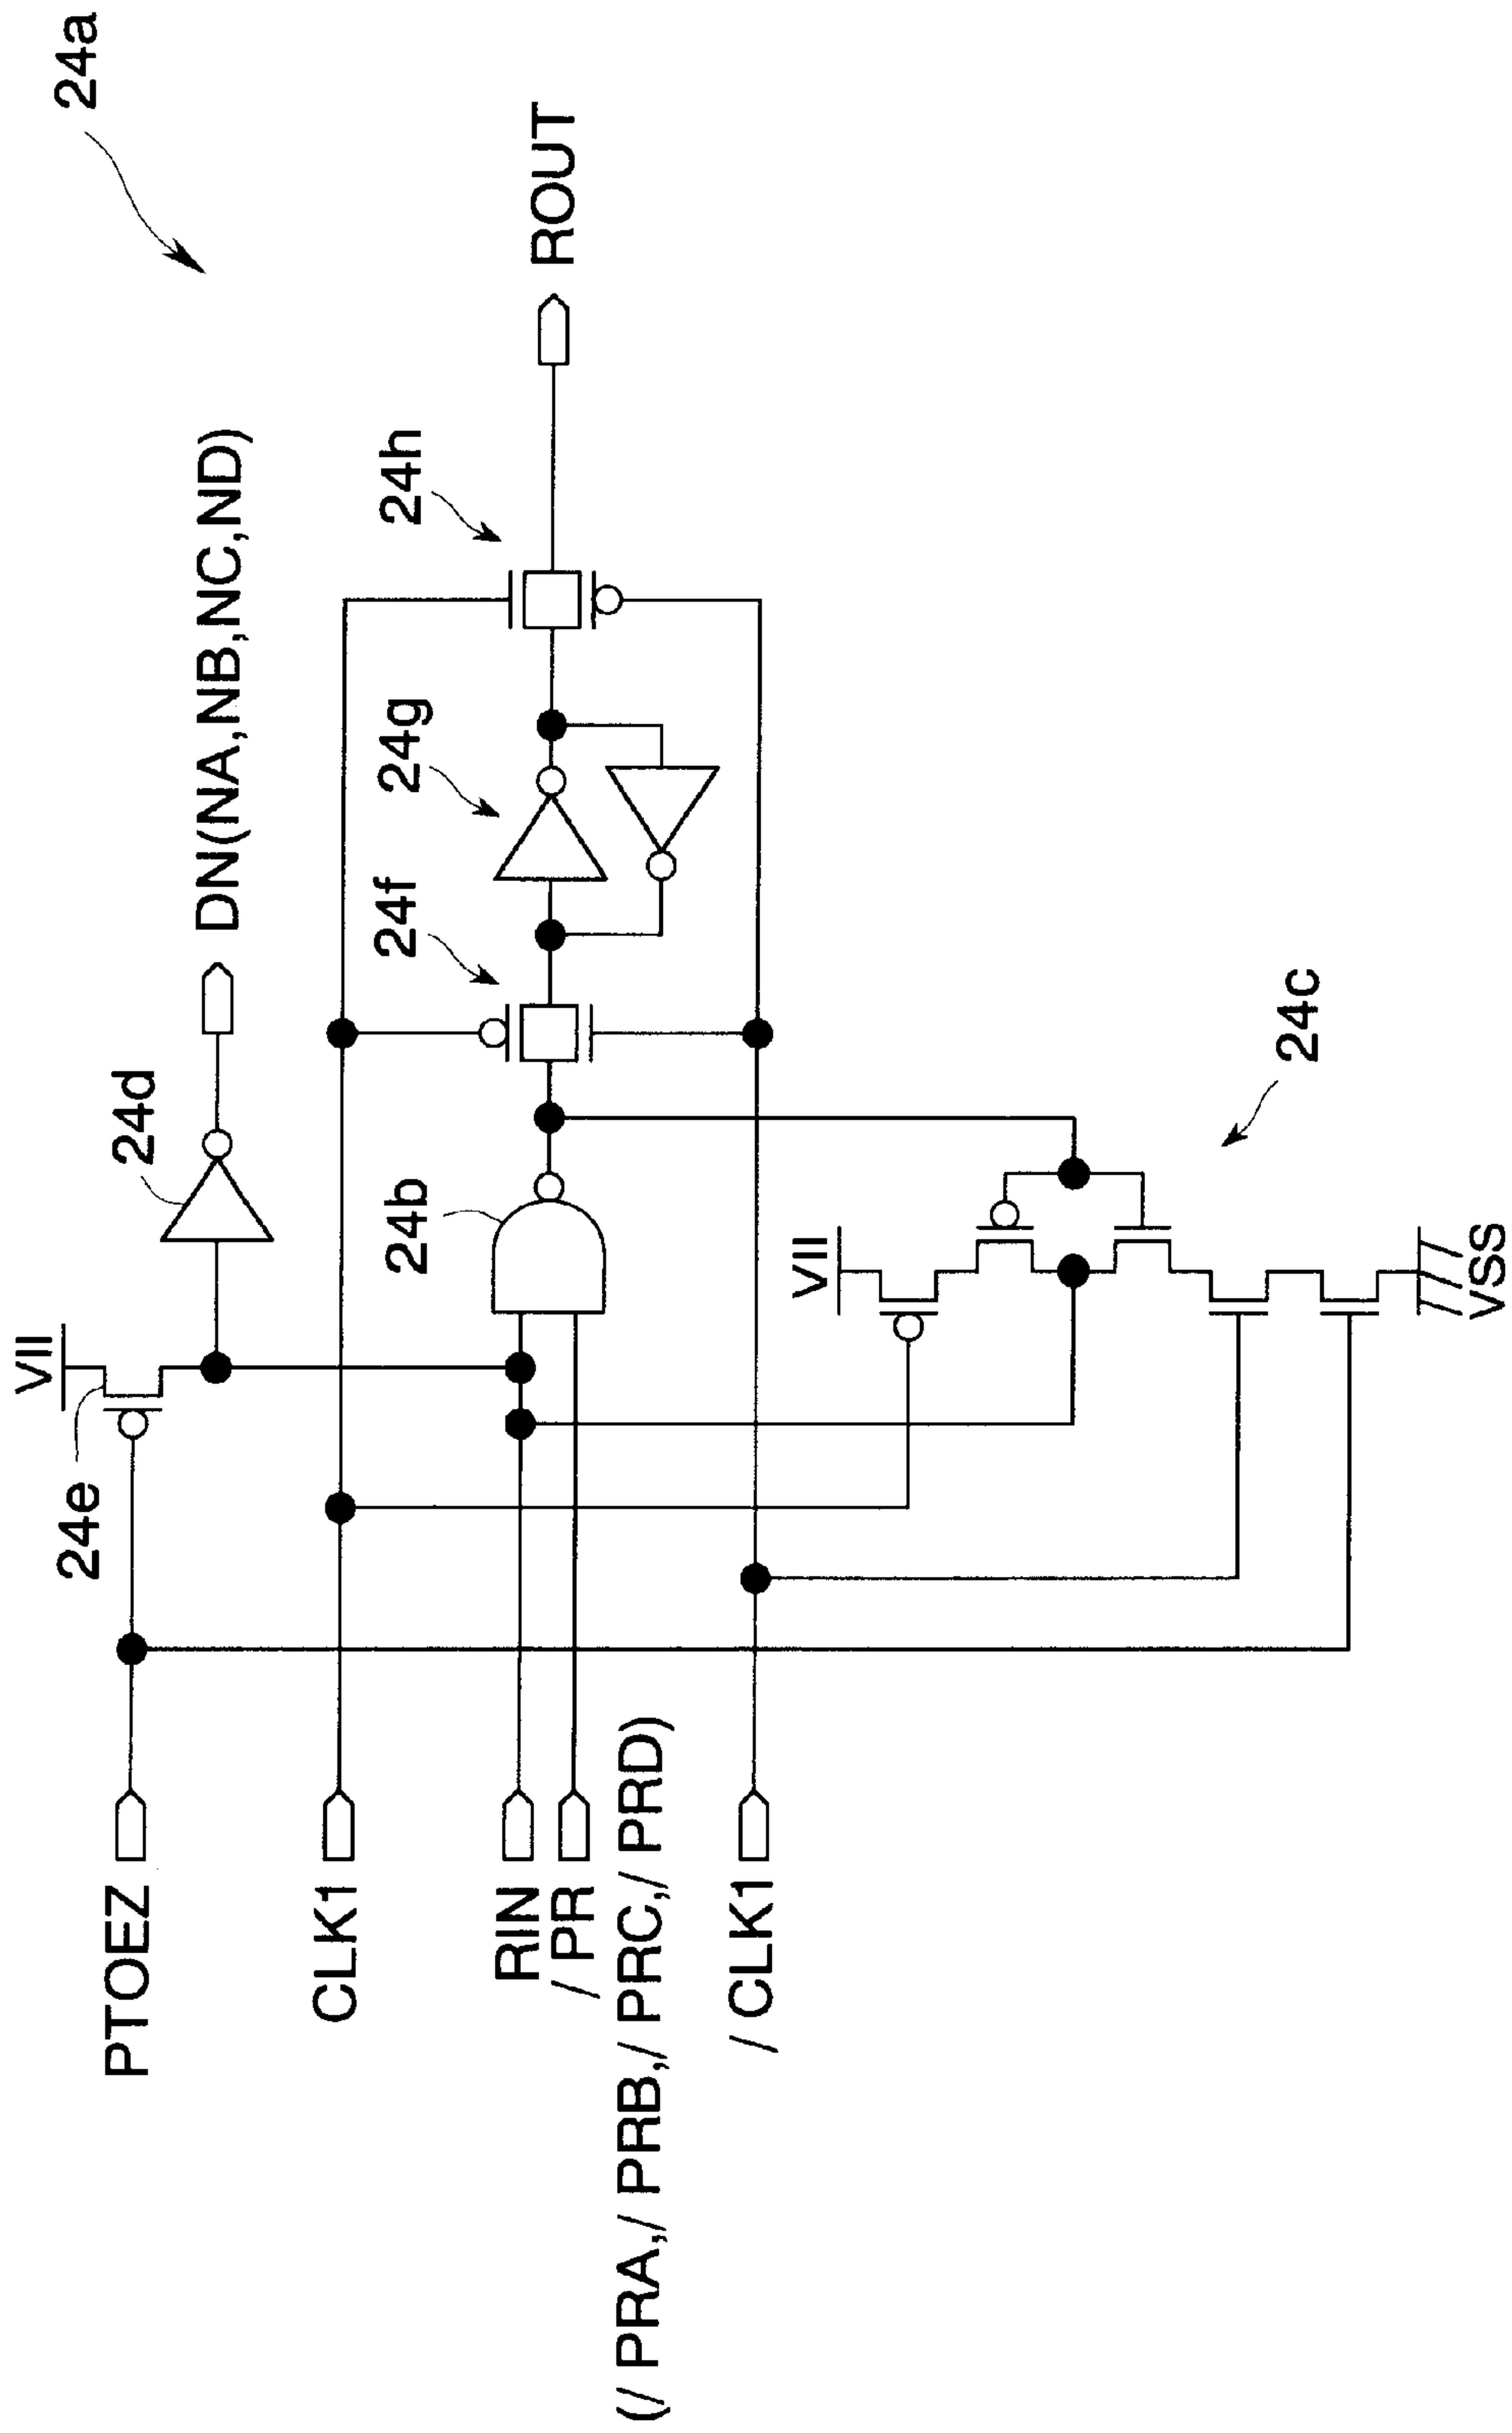 24a
PTOEZ
24e
VII
24d
DN(NA,NB,NC,ND)
CLK1
RIN
/ PR
(/ PRA,/ PRB,/ PRC,/ PRD)
24b
24f
24g
24h
ROUT
/ CLK1
VII
24c
VSS